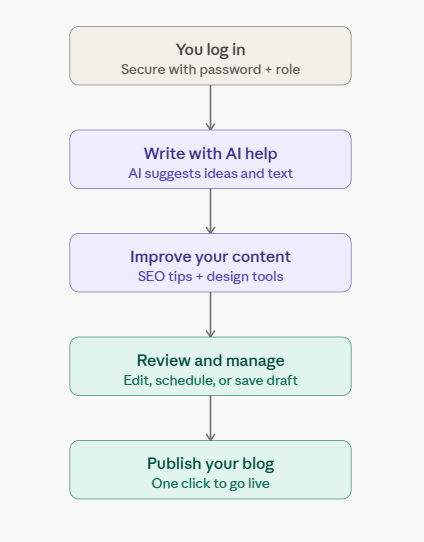 You log in
Secure with password + role
Write with AI help
AI suggests ideas and text
Improve your content
SEO tips + design tools
Review and manage
Edit, schedule, or save draft
Publish your blog
One click to go live